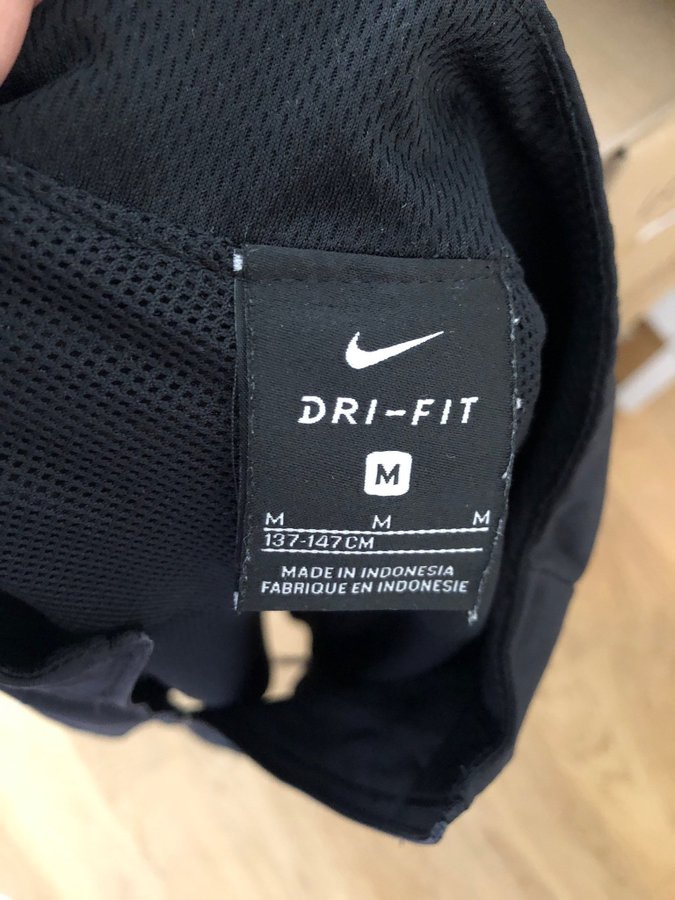 DRI-FIT
M
M M M
137-147CM
MADE IN INDONESIA
FABRIQUE EN INDONESIE